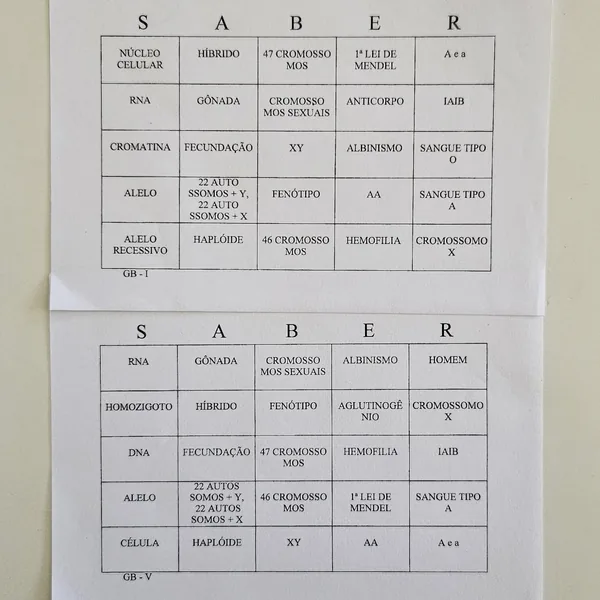 S A B E R
NÚCLEO CELULAR HÍBRIDO 47 CROMOSSO MOS 1ª LEI DE MENDEL A e a
RNA GÔNADA CROMOSSO MOS SEXUAIS ANTICORPO IAIB
CROMATINA FECUNDAÇÃO XY ALBINISMO SANGUE TIPO O
ALELO 22 AUTO SSOMOS + Y, 22 AUTO SSOMOS + X FENÓTIPO AA SANGUE TIPO A
ALELO RECESSIVO HAPLÓIDE 46 CROMOSSO MOS HEMOFILIA CROMOSSOMO X
GB - I
S A B E R
RNA GÔNADA CROMOSSO MOS SEXUAIS ALBINISMO HOMEM
HOMOZIGOTO HÍBRIDO FENÓTIPO AGLUTINOGÊ NIO CROMOSSOMO X
DNA FECUNDAÇÃO 47 CROMOSSO MOS HEMOFILIA IAIB
ALELO 22 AUTOS SOMOS + Y, 22 AUTOS SOMOS + X 46 CROMOSSO MOS 1ª LEI DE MENDEL SANGUE TIPO A
CÉLULA HAPLÓIDE XY AA A e a
GB - V